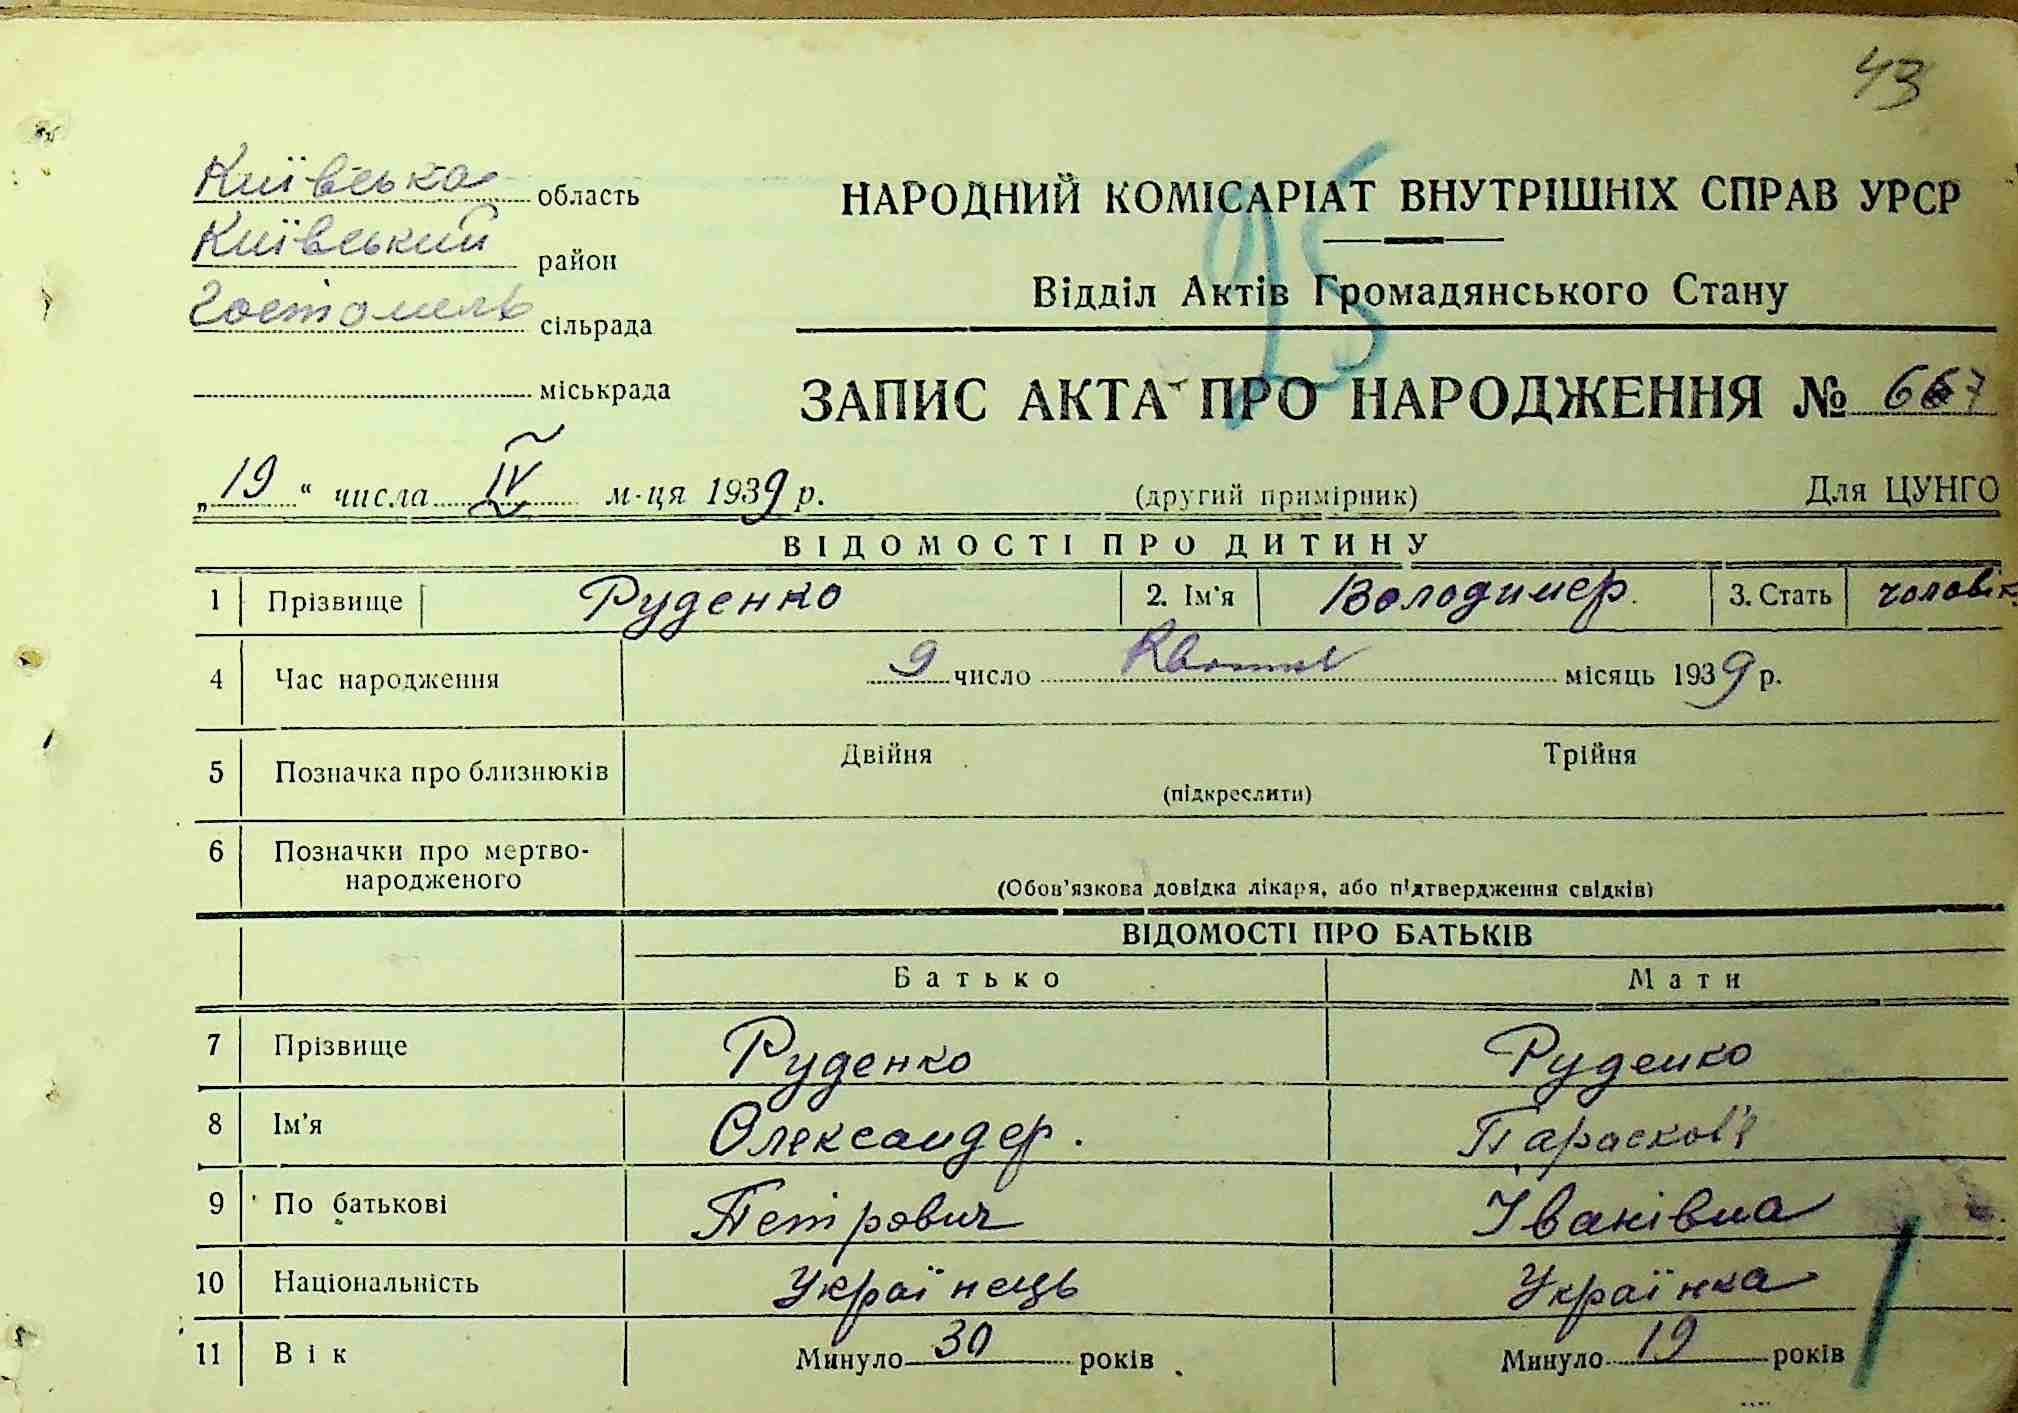 43
Київська область
Київський район
Гостомель сільрада
міськрада
НАРОДНИЙ КОМІСАРІАТ ВНУТРІШНІХ СПРАВ УРСР
Відділ Актів Громадянського Стану
25
ЗАПИС АКТА ПРО НАРОДЖЕННЯ №
„19“ числа IV м-ця 1939 р. (другий примірник) Для ЦУНГО
ВІДОМОСТІ ПРО ДИТИНУ
1 Прізвище Руденко 2. Ім'я Володимер. 3. Стать чоловік.
4 Час народження 9 число місяць 1939 р.
5 Позначка про близнюків Двійня Трійня
(підкреслити)
6 Позначки про мертво-
народженого
(Обов'язкова довідка лікаря, або підтвердження свідків)
ВІДОМОСТІ ПРО БАТЬКІВ
Батько Мати
7 Прізвище Руденко Руденко
8 Ім'я Олександер. Парасков'я
9 По батькові Петрович Іванівна
10 Національність Українець Українка
11 Вік Минуло 30 років Минуло 19 років